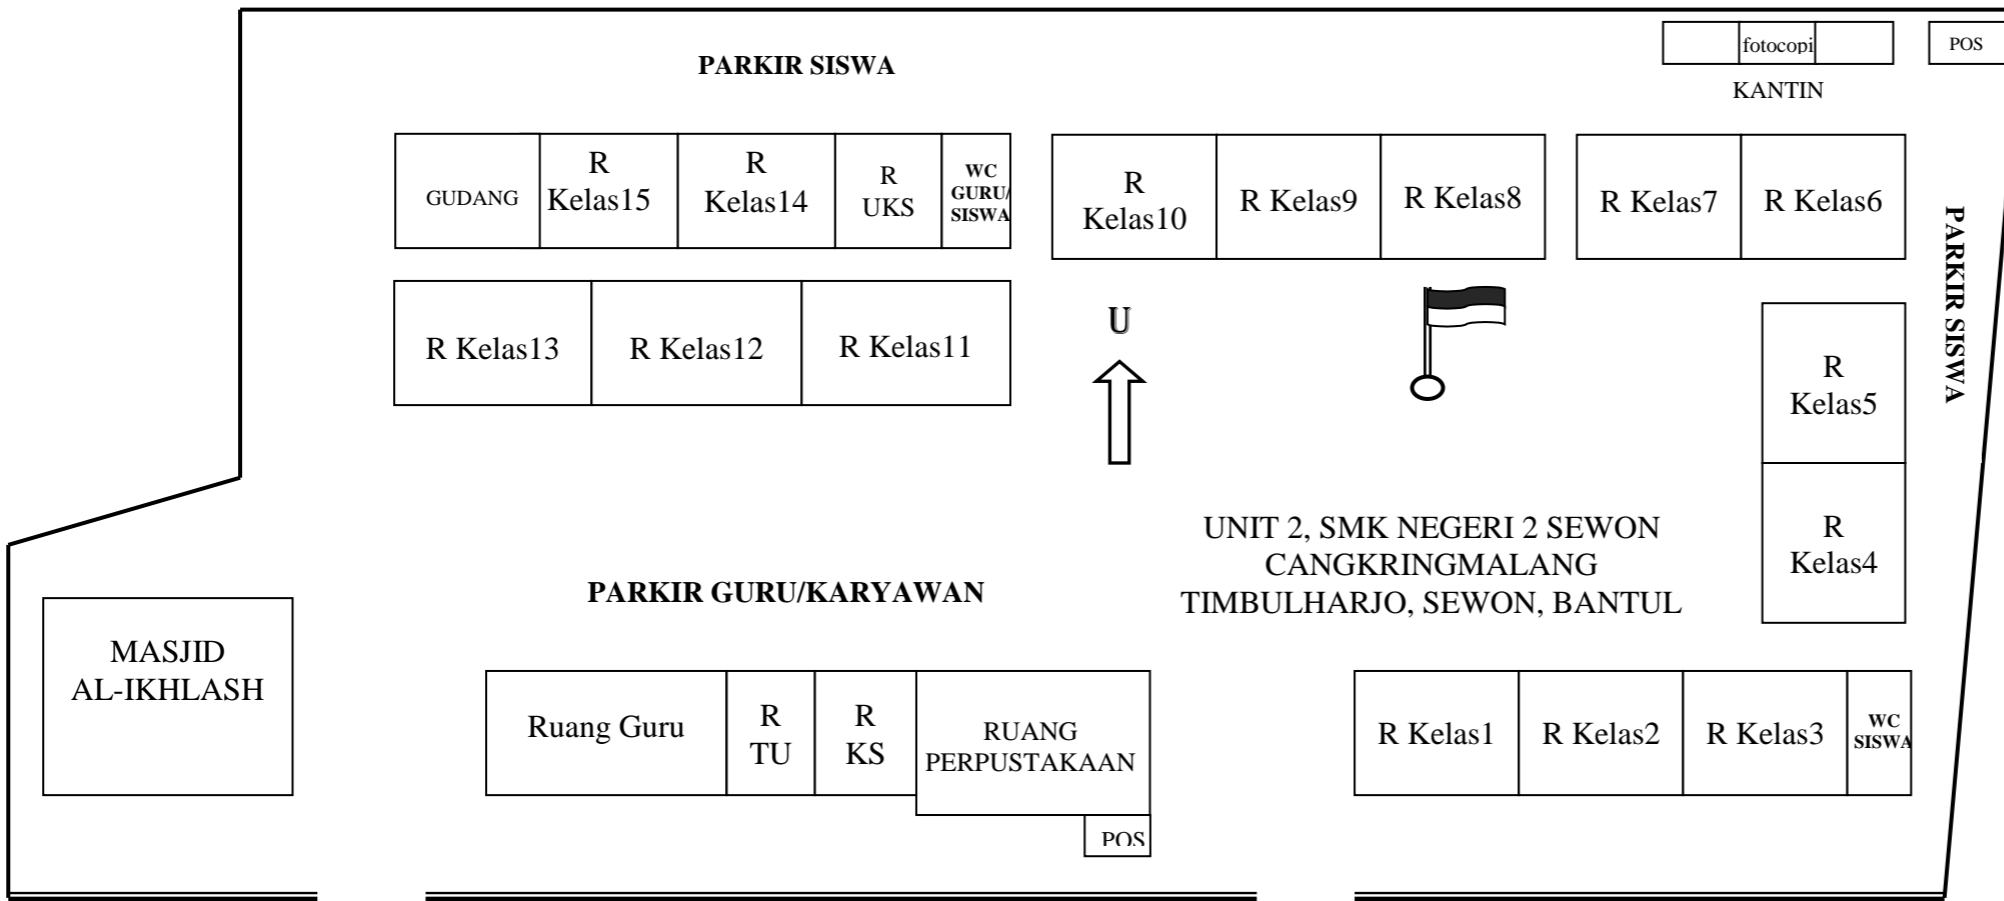 fotocopi
POS
PARKIR SISWA
KANTIN
GUDANG
R
Kelas15
R
Kelas14
R
UKS
WC
GURU/
SISWA
R
Kelas10
R Kelas9
R Kelas8
R Kelas7
R Kelas6
PARKIR SISWA
R Kelas13
R Kelas12
R Kelas11
U
R
Kelas5
R
Kelas4
UNIT 2, SMK NEGERI 2 SEWON
CANGKRINGMALANG
TIMBULHARJO, SEWON, BANTUL
PARKIR GURU/KARYAWAN
MASJID
AL-IKHLASH
Ruang Guru
R
TU
R
KS
RUANG
PERPUSTAKAAN
POS
R Kelas1
R Kelas2
R Kelas3
WC
SISWA